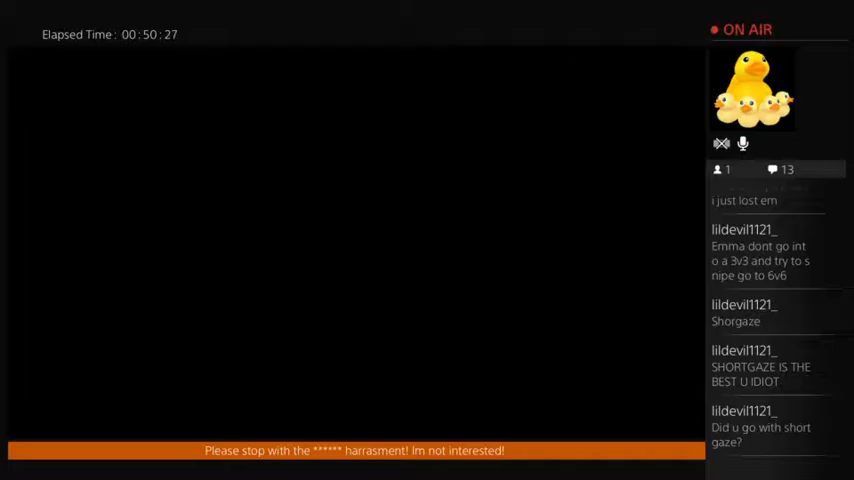 Elapsed Time: 00:50:27
ON AIR
1 13
i just lost em
lildevil1121_
Emma dont go int
o a 3v3 and try to s
nipe go to 6v6
lildevil1121_
Shorgaze
lildevil1121_
SHORTGAZE IS THE
BEST U IDIOT
lildevil1121_
Did u go with short
gaze?
Please stop with the ****** harrasment! Im not interested!